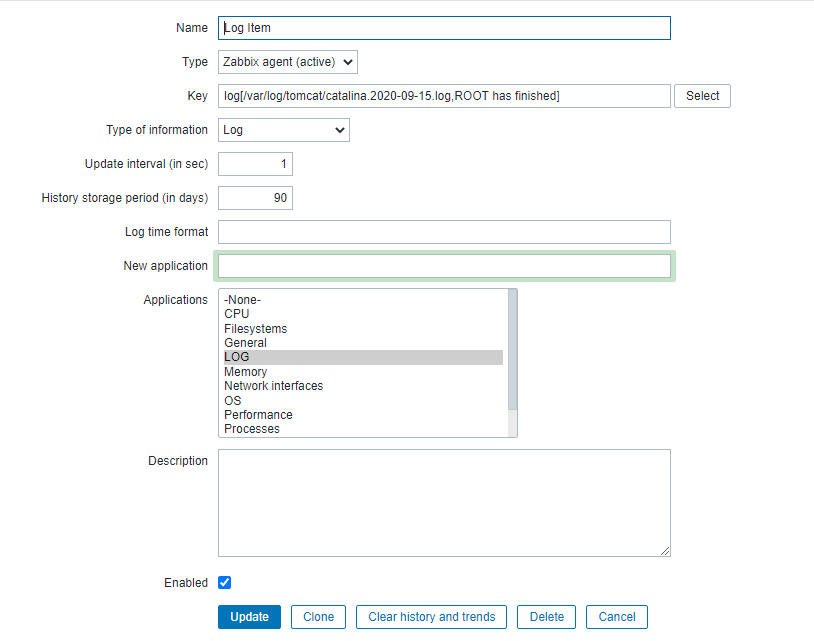 Name Log Item
Type Zabbix agent (active)
Key log[/var/log/tomcat/catalina.2020-09-15.log,ROOT has finished] Select
Type of information Log
Update interval (in sec) 1
History storage period (in days) 90
Log time format
New application
Applications -None-
CPU
Filesystems
General
LOG
Memory
Network interfaces
OS
Performance
Processes
Description
Enabled
Update Clone Clear history and trends Delete Cancel